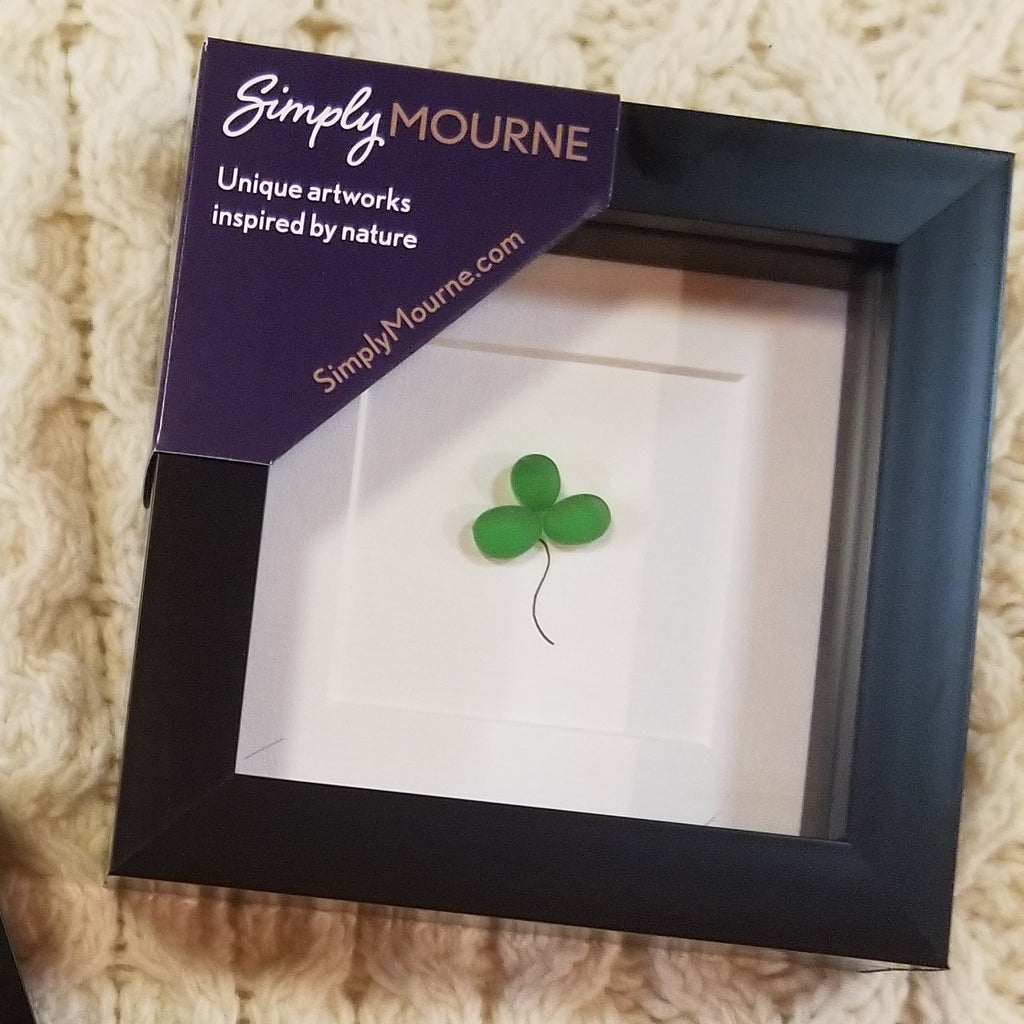 Simply MOURNE
Unique artworks
inspired by nature
SimplyMourne.com